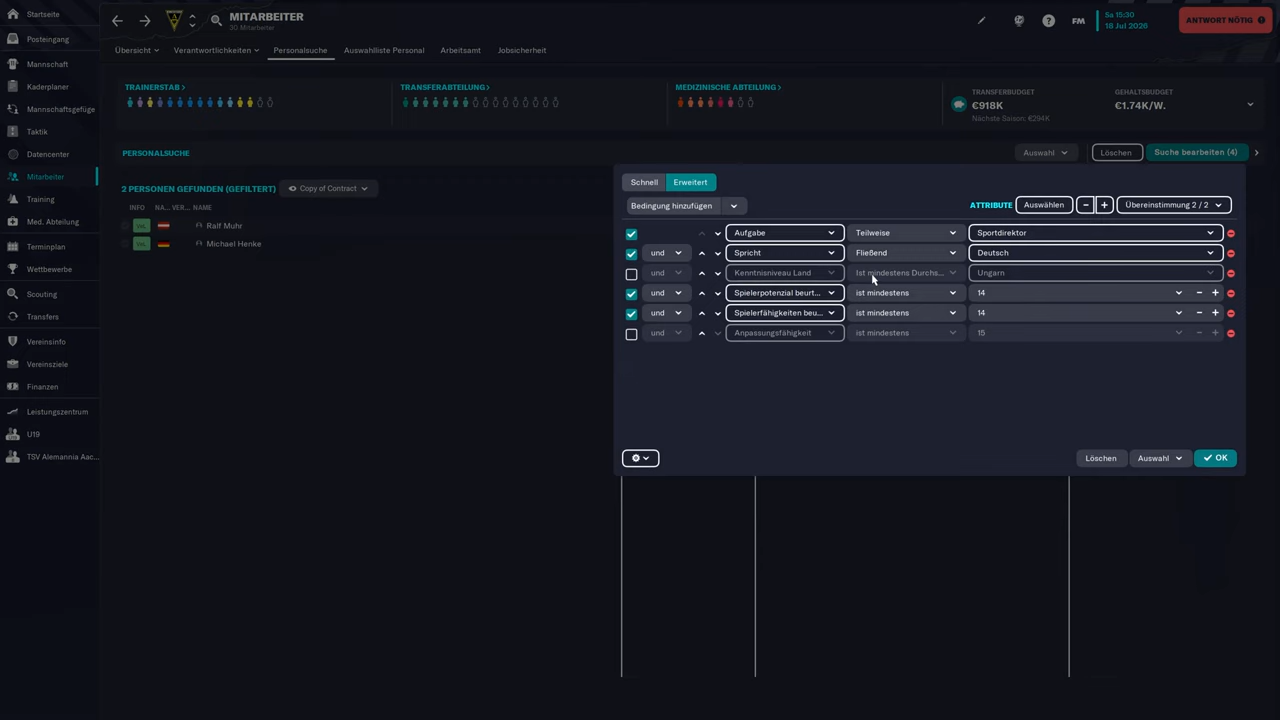 Startseite
Posteingang
Mannschaft
Kaderplaner
Mannschaftsgefüge
Taktik
Datencenter
Mitarbeiter
Training
Med. Abteilung
Terminplan
Wettbewerbe
Scouting
Transfers
Vereinsinfo
Vereinsziele
Finanzen
Leistungszentrum
U19
TSV Alemannia Aac...
MITARBEITER
30 Mitarbeiter
FM
Sa 15:30
18 Jul 2026
ANTWORT NÖTIG
Übersicht
Verantwortlichkeiten
Personalsuche
Auswahlliste Personal
Arbeitsamt
Jobsicherheit
TRAINERSTAB >
TRANSFERABTEILUNG >
MEDIZINISCHE ABTEILUNG >
TRANSFERBUDGET
€918K
Nächste Saison: €294K
GEHALTSBUDGET
€1.74K/W.
PERSONALSUCHE
Auswahl
Löschen
Suche bearbeiten (4)
2 PERSONEN GEFUNDEN (GEFILTERT)
Copy of Contract
INFO NA... VER... NAME
Ralf Muhr
Michael Henke
Schnell
Erweitert
Bedingung hinzufügen
ATTRIBUTE
Auswählen
Übereinstimmung 2 / 2
Aufgabe Teilweise Sportdirektor
und Spricht Fließend Deutsch
und Kenntnisniveau Land Ist mindestens Durchs... Ungarn
und Spielerpotenzial beurt... ist mindestens 14
und Spielerfähigkeiten beu... ist mindestens 14
und Anpassungsfähigkeit ist mindestens 15
Löschen
Auswahl
OK